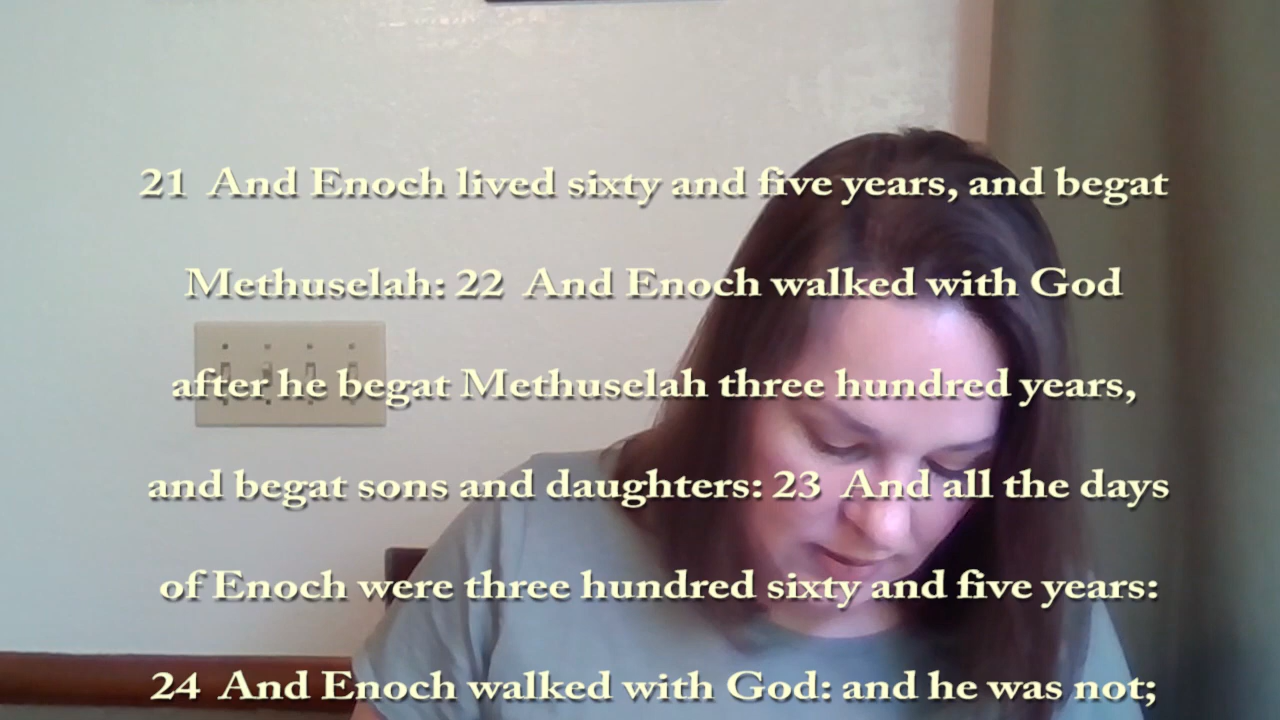 21 And Enoch lived sixty and five years, and begat
Methuselah: 22 And Enoch walked with God
after he begat Methuselah three hundred years,
and begat sons and daughters: 23 And all the days
of Enoch were three hundred sixty and five years:
24 And Enoch walked with God: and he was not;